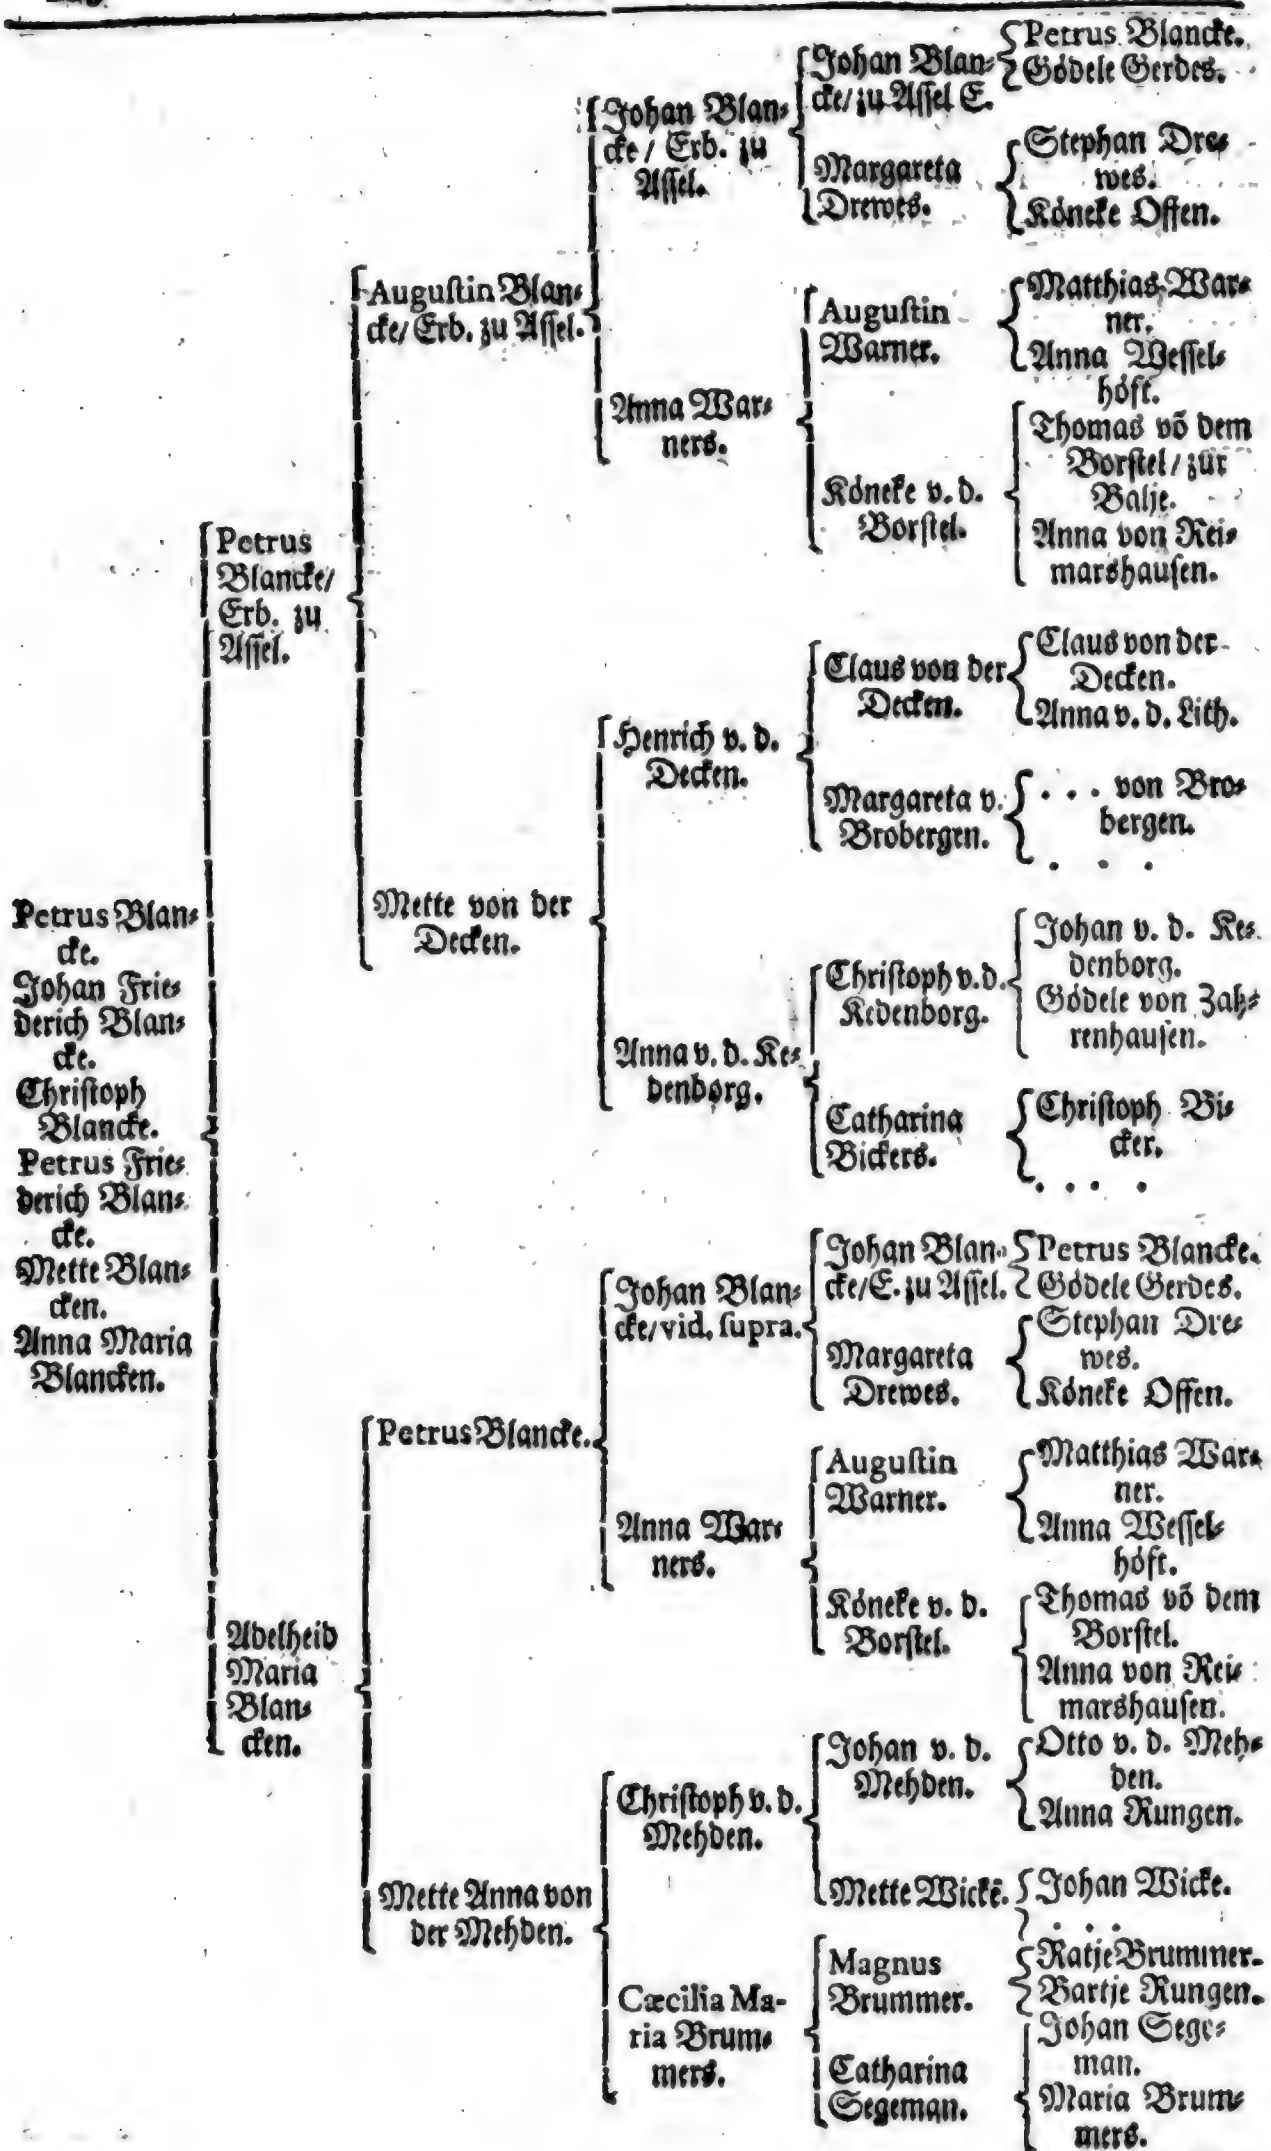 Petrus Blan⸗
cke.
Johan Frie⸗
derich Blan⸗
cke.
Christoph
Blancke.
Petrus Frie⸗
derich Blan⸗
cke.
Mette Blan⸗
cken.
Anna Maria
Blancken.
Petrus
Blancke/
Erb. zu
Assel.
Adelheid
Maria
Blan⸗
cken.
Augustin Blan⸗
cke/ Erb. zu Assel.
Mette von der
Decken.
Petrus Blancke.
Mette Anna von
der Mehden.
Johan Blan⸗
cke / Erb. zu
Assel.
Anna War⸗
ners.
Henrich v. d.
Decken.
Anna v. d. Ke⸗
denborg.
Johan Blan⸗
cke/ vid. supra.
Anna War⸗
ners.
Christoph v. d.
Mehden.
Cæcilia Ma-
ria Brum⸗
mers.
Johan Blan⸗
cke/ zu Assel E.
Margareta
Drewes.
Augustin
Warner.
Köneke v. d.
Borstel.
Claus von der
Decken.
Margareta v.
Brobergen.
Christoph v. d.
Kedenborg.
Catharina
Bickers.
Johan Blan⸗
cke/ E. zu Assel.
Margareta
Drewes.
Augustin
Warner.
Köneke v. d.
Borstel.
Johan v. d.
Mehden.
Mette Wickē.
Magnus
Brummer.
Catharina
Segeman.
Petrus Blancke.
Gödele Gerdes.
Stephan Dre⸗
wes.
Köneke Offen.
Matthias War⸗
ner.
Anna Wessel⸗
höft.
Thomas vō dem
Borstel / zur
Balje.
Anna von Rei⸗
marshausen.
Claus von der
Decken.
Anna v. d. Lith.
. . . von Bro⸗
bergen.
. . .
Johan v. d. Ke⸗
denborg.
Gödele von Zah⸗
renhausen.
Christoph Bi⸗
cker.
. . . .
Petrus Blancke.
Gödele Gerdes.
Stephan Dre⸗
wes.
Köneke Offen.
Matthias War⸗
ner.
Anna Wessel⸗
höft.
Thomas vō dem
Borstel.
Anna von Rei⸗
marshausen.
Otto v. d. Meh⸗
den.
Anna Rungen.
Johan Wicke.
. . .
Ratje Brummer.
Bartje Rungen.
Johan Sege⸗
man.
Maria Brum⸗
mers.